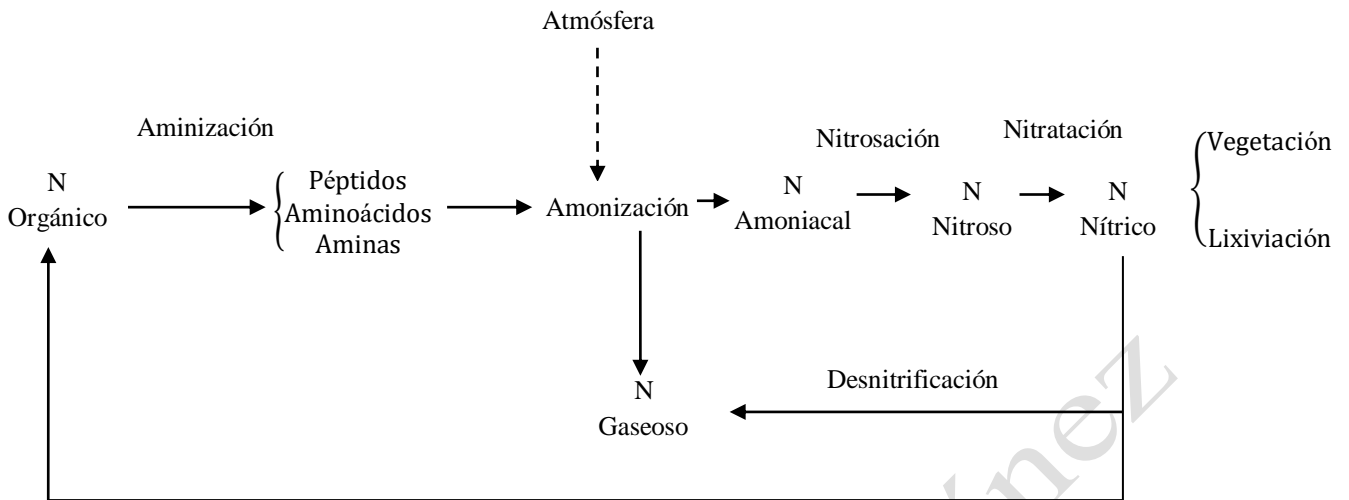 Atmósfera
Aminización
Nitrosación
Nitratación
N
Orgánico
Péptidos
Aminoácidos
Aminas
Amonización
N
Amoniacal
N
Nitroso
N
Nítrico
Vegetación
Lixiviación
N
Gaseoso
Desnitrificación